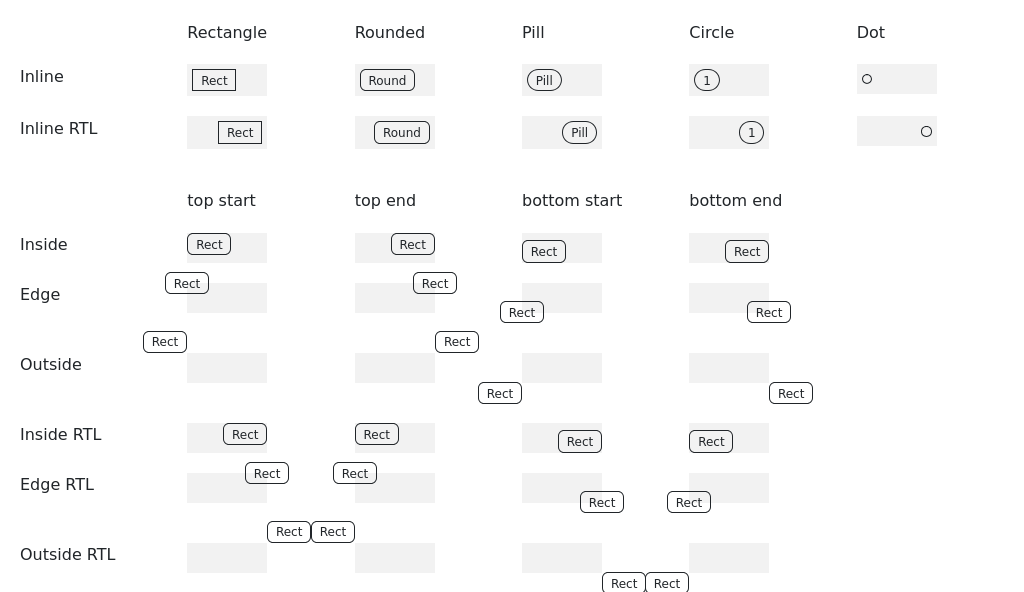 Rectangle Rounded Pill Circle Dot
Inline Rect Round Pill 1
Inline RTL Rect Round Pill 1
top start top end bottom start bottom end
Inside Rect Rect Rect Rect
Edge Rect Rect Rect Rect
Outside Rect Rect Rect Rect
Inside RTL Rect Rect Rect Rect
Edge RTL Rect Rect Rect Rect
Outside RTL Rect Rect Rect Rect